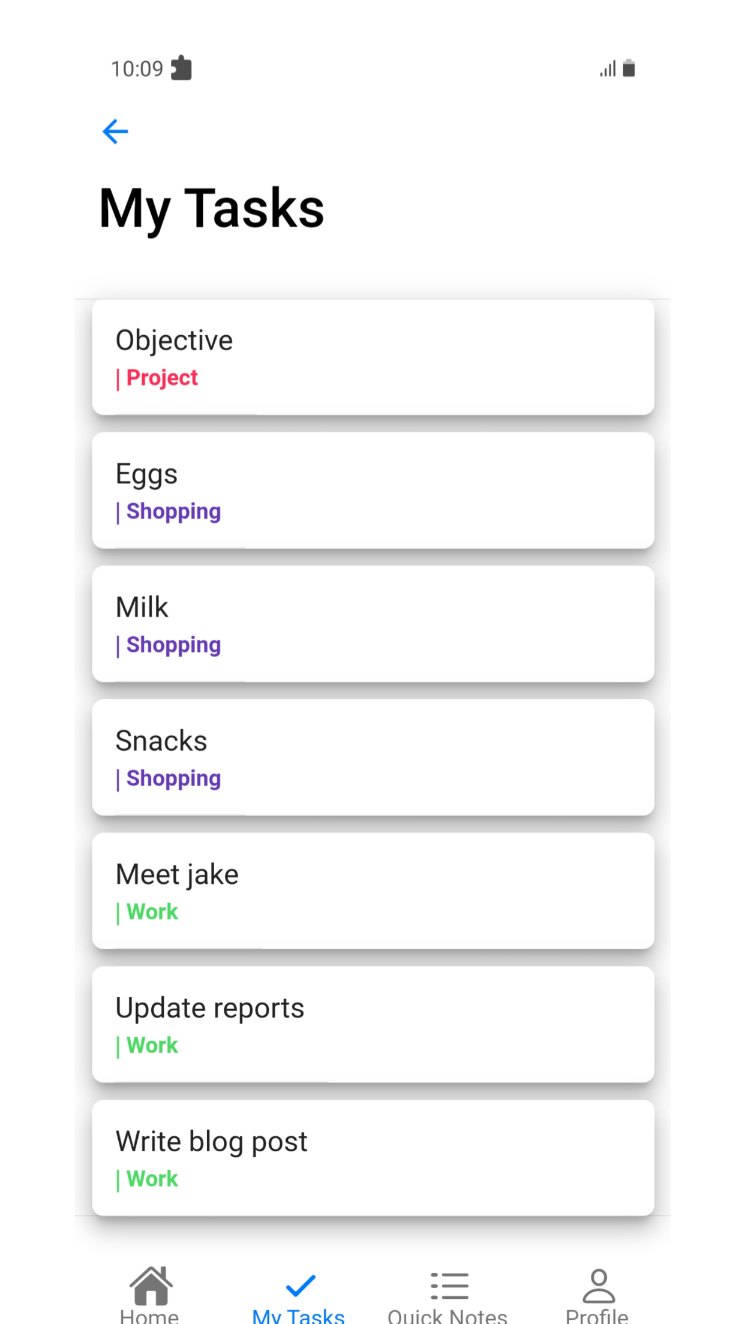 10:09
My Tasks
Objective
| Project
Eggs
| Shopping
Milk
| Shopping
Snacks
| Shopping
Meet jake
| Work
Update reports
| Work
Write blog post
| Work
Home My Tasks Quick Notes Profile